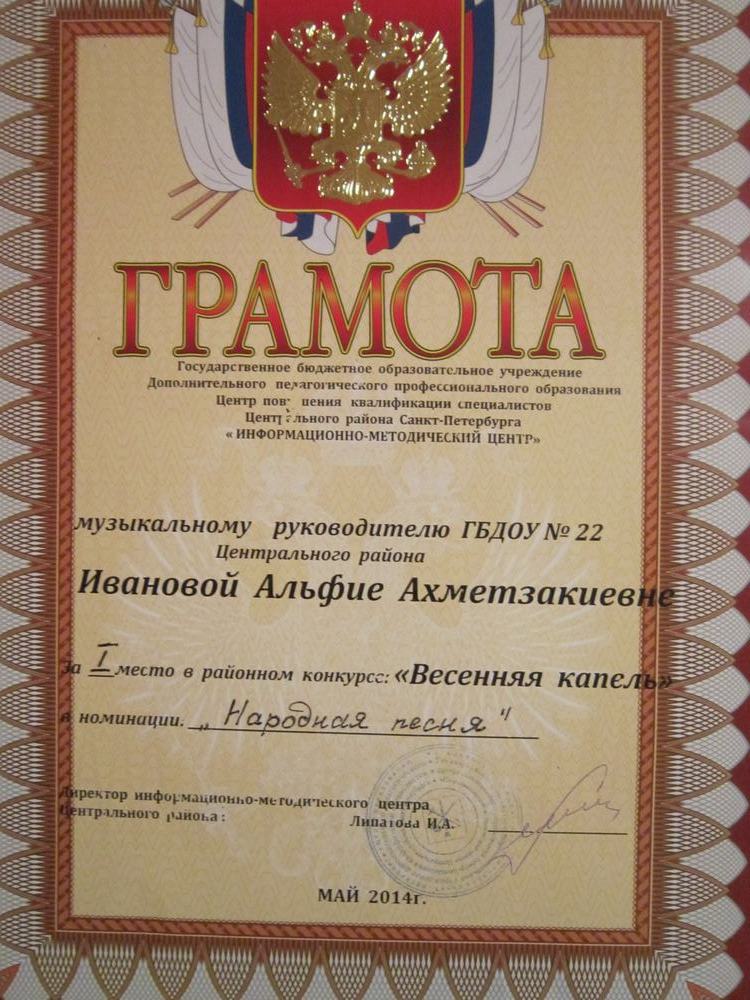 ГРАМОТА
Государственное бюджетное образовательное учреждение
Дополнительного педагогического профессионального образования
Центр повышения квалификации специалистов
Центрального района Санкт-Петербурга
«ИНФОРМАЦИОННО-МЕТОДИЧЕСКИЙ ЦЕНТР»
музыкальному руководителю ГБДОУ № 22
Центрального района
Ивановой Альфие Ахметзакиевне
За I место в районном конкурсе: «Весенняя капель»
в номинации. „Народная песня"
Директор информационно-методического центра
Центрального района:
Липатова И.А.
МАЙ 2014г.